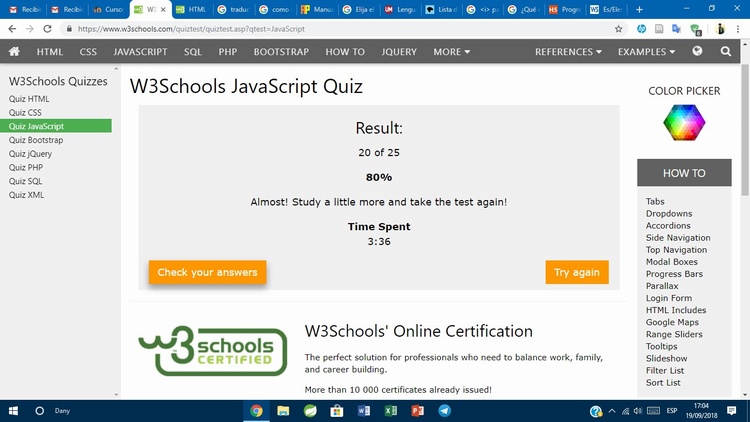 Recibi
Recibi
Curso
W3
HTML
traduc
como
Manua
Elija el
Lengu
Lista d
<i> pa
¿Qué
Progre
Es/Ele
https://www.w3schools.com/quiztest/quiztest.asp?qtest=JavaScript
HTML CSS JAVASCRIPT SQL PHP BOOTSTRAP HOW TO JQUERY MORE REFERENCES EXAMPLES
W3Schools Quizzes
Quiz HTML
Quiz CSS
Quiz JavaScript
Quiz Bootstrap
Quiz jQuery
Quiz PHP
Quiz SQL
Quiz XML
W3Schools JavaScript Quiz
Result:
20 of 25
80%
Almost! Study a little more and take the test again!
Time Spent
3:36
Check your answers
Try again
w3schools
CERTIFIED
W3Schools' Online Certification
The perfect solution for professionals who need to balance work, family,
and career building.
More than 10 000 certificates already issued!
COLOR PICKER
HOW TO
Tabs
Dropdowns
Accordions
Side Navigation
Top Navigation
Modal Boxes
Progress Bars
Parallax
Login Form
HTML Includes
Google Maps
Range Sliders
Tooltips
Slideshow
Filter List
Sort List
Dany
ESP
17:04
19/09/2018